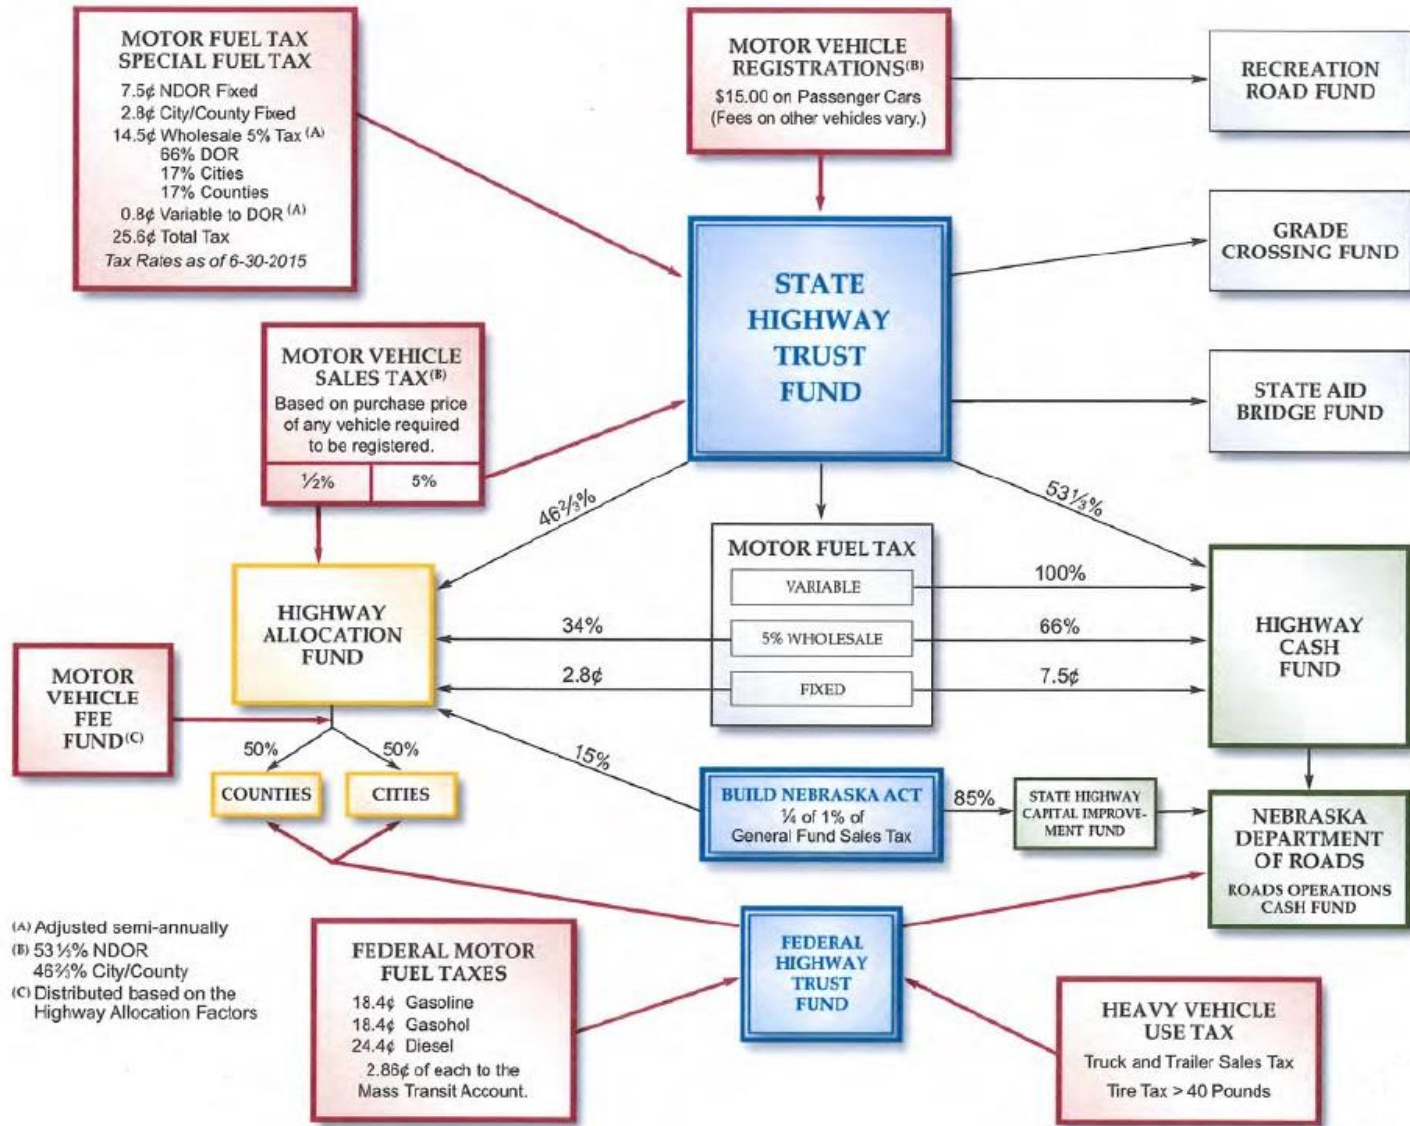 MOTOR FUEL TAX
SPECIAL FUEL TAX
7.5¢ NDOR Fixed
2.8¢ City/County Fixed
14.5¢ Wholesale 5% Tax (A)
66% DOR
17% Cities
17% Counties
0.8¢ Variable to DOR (A)
25.6¢ Total Tax
Tax Rates as of 6-30-2015
MOTOR VEHICLE
REGISTRATIONS(B)
$15.00 on Passenger Cars
(Fees on other vehicles vary.)
RECREATION
ROAD FUND
GRADE
CROSSING FUND
STATE AID
BRIDGE FUND
STATE
HIGHWAY
TRUST
FUND
MOTOR VEHICLE
SALES TAX(B)
Based on purchase price
of any vehicle required
to be registered.
½% 5%
46⅔%
53⅓%
MOTOR FUEL TAX
VARIABLE
100%
34%
5% WHOLESALE
66%
2.8¢
FIXED
7.5¢
HIGHWAY
ALLOCATION
FUND
HIGHWAY
CASH
FUND
MOTOR
VEHICLE
FEE
FUND(C)
50% 50%
COUNTIES
CITIES
15%
BUILD NEBRASKA ACT
¼ of 1% of
General Fund Sales Tax
85%
STATE HIGHWAY
CAPITAL IMPROVE-
MENT FUND
NEBRASKA
DEPARTMENT
OF ROADS
ROADS OPERATIONS
CASH FUND
(A) Adjusted semi-annually
(B) 53⅓% NDOR
46⅔% City/County
(C) Distributed based on the
Highway Allocation Factors
FEDERAL MOTOR
FUEL TAXES
18.4¢ Gasoline
18.4¢ Gasohol
24.4¢ Diesel
2.86¢ of each to the
Mass Transit Account.
FEDERAL
HIGHWAY
TRUST
FUND
HEAVY VEHICLE
USE TAX
Truck and Trailer Sales Tax
Tire Tax > 40 Pounds